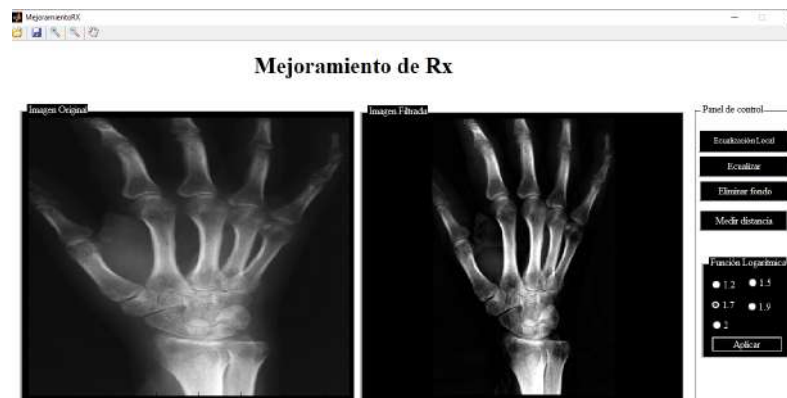 MejoramientoRX
Mejoramiento de Rx
Imagen Original
Imagen Filtrada
Panel de control
Ecualización Local
Ecualizar
Eliminar fondo
Medir distancia
Función Logarítmica
1.2
1.5
1.7
1.9
2
Aplicar